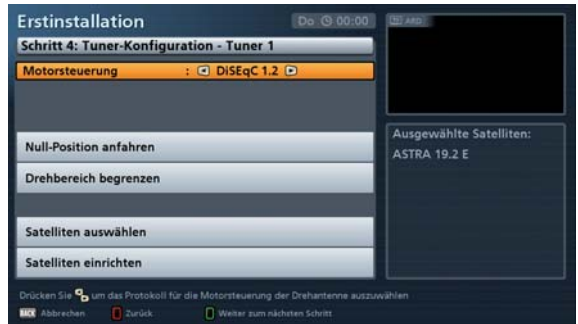 Erstinstallation
Do 00:00
ARD
Schritt 4: Tuner-Konfiguration - Tuner 1
Motorsteuerung : DiSEqC 1.2
Null-Position anfahren
Drehbereich begrenzen
Satelliten auswählen
Satelliten einrichten
Ausgewählte Satelliten:
ASTRA 19.2 E
Drücken Sie um das Protokoll für die Motorsteuerung der Drehantenne auszuwählen
BACK Abbrechen Zurück Weiter zum nächsten Schritt